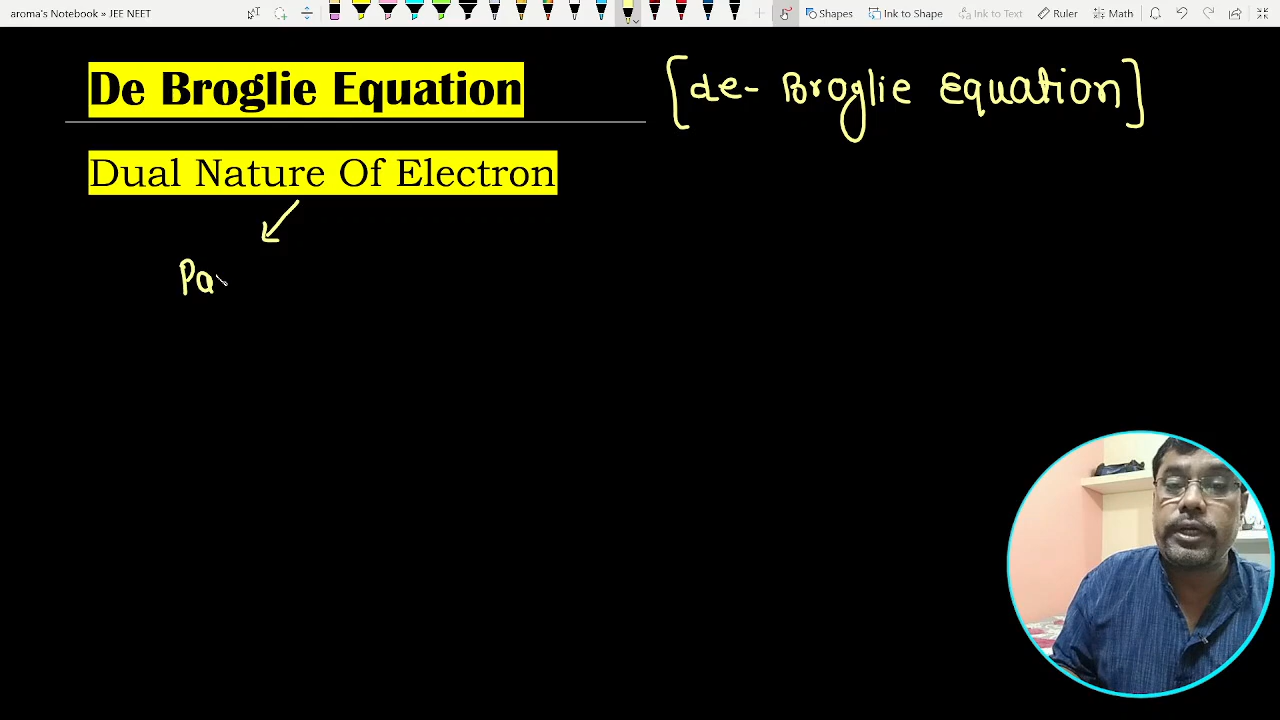 aroma's Notebook » JEE NEET
Shapes
Ink to Shape
Ink to Text
Ruler
Math
De Broglie Equation
[de- Broglie Equation]
Dual Nature Of Electron
Pa